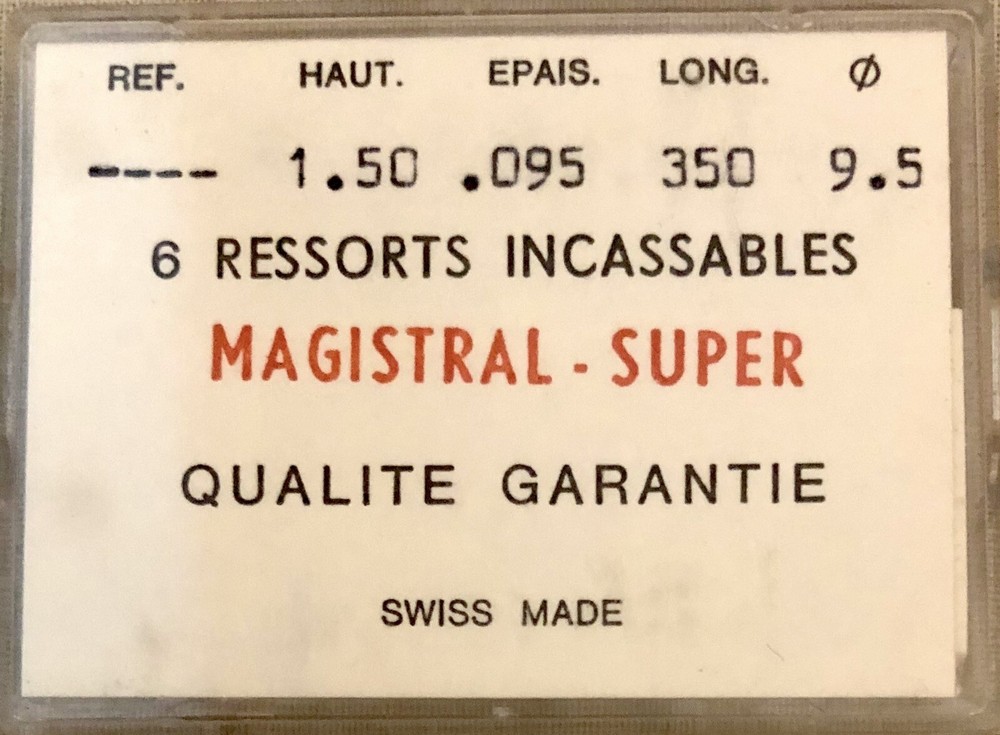 REF. HAUT. EPAIS. LONG. Ø
---- 1.50 .095 350 9.5
6 RESSORTS INCASSABLES
MAGISTRAL - SUPER
QUALITE GARANTIE
SWISS MADE